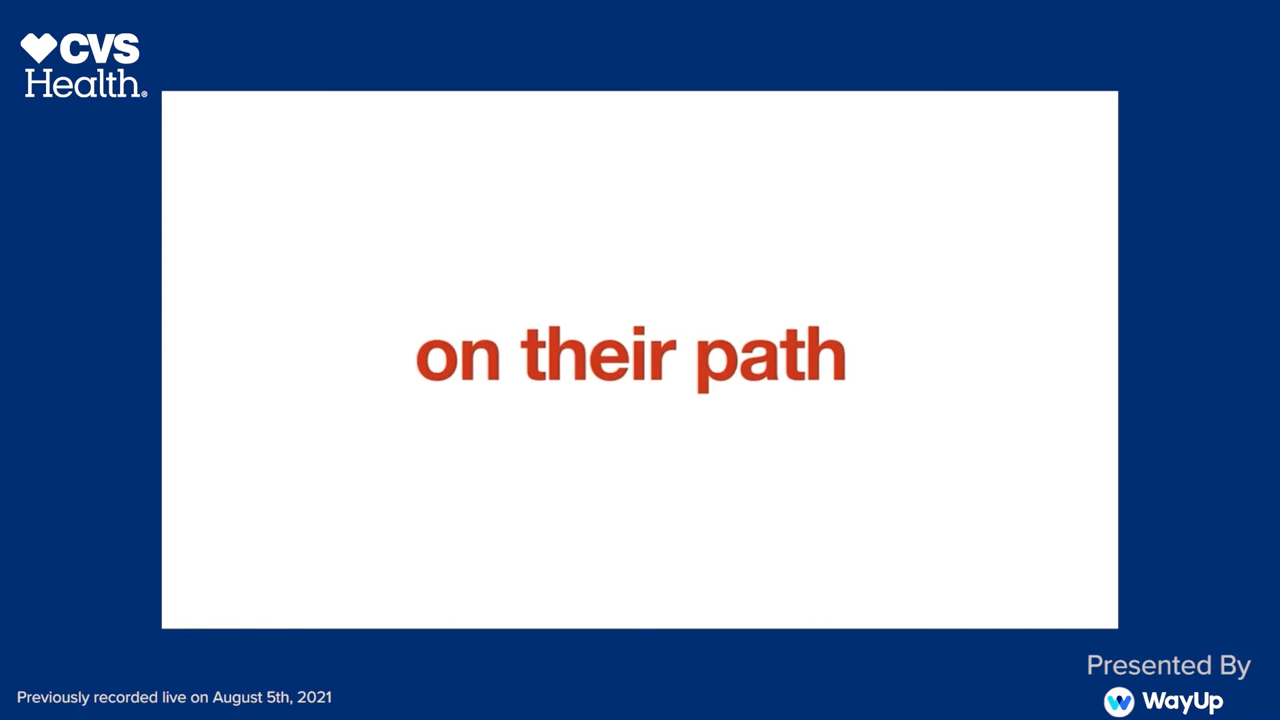 CVS
Health®
on their path
Presented By
Previously recorded live on August 5th, 2021
WayUp